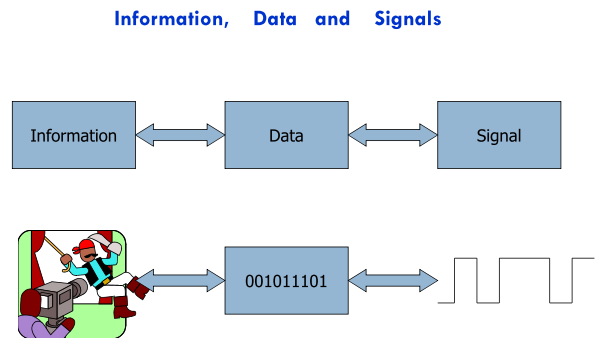 Information, Data and Signals
Information Data Signal
001011101